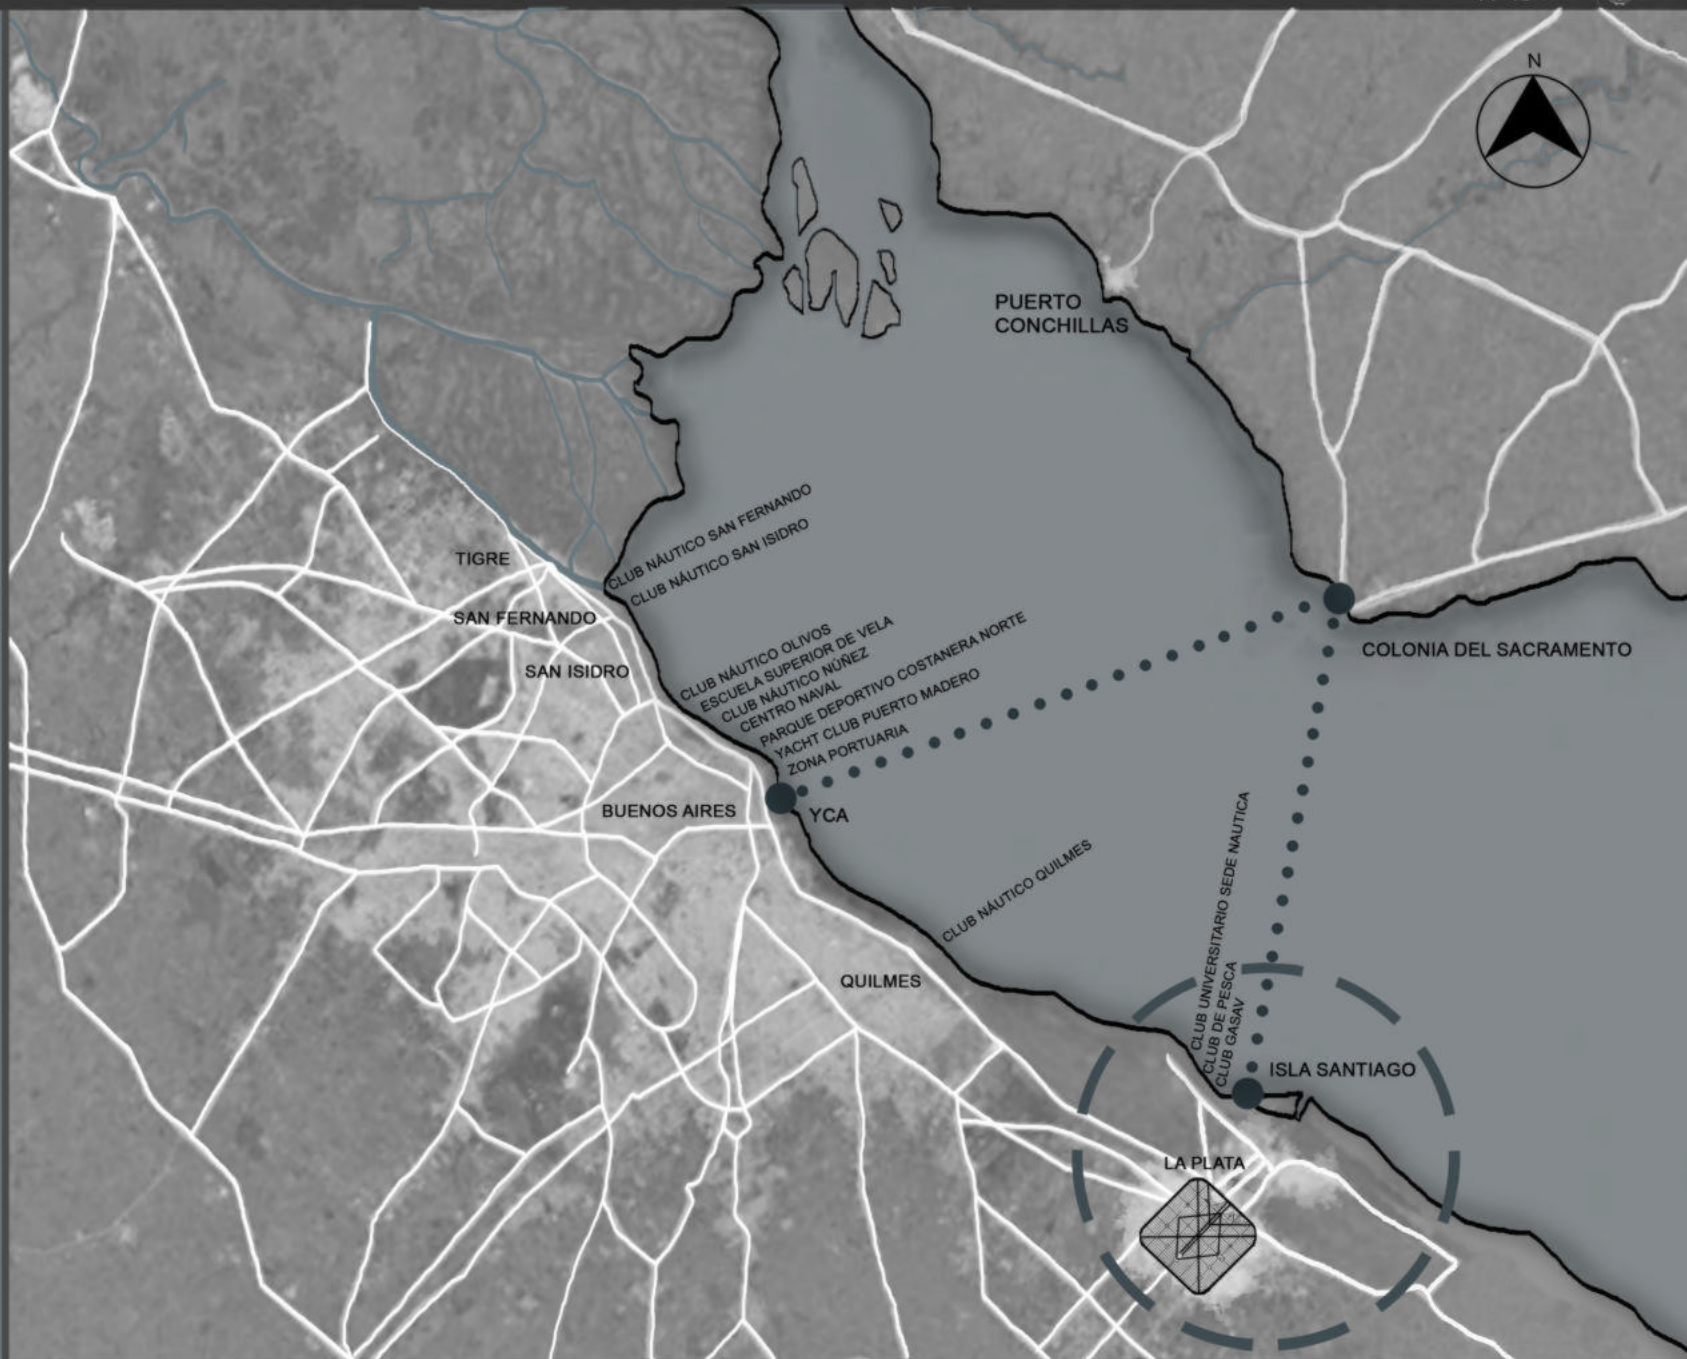 N
PUERTO
CONCHILLAS
CLUB NÁUTICO SAN FERNANDO
CLUB NÁUTICO SAN ISIDRO
TIGRE
SAN FERNANDO
SAN ISIDRO
CLUB NÁUTICO OLIVOS
ESCUELA SUPERIOR DE VELA
CLUB NÁUTICO NÚÑEZ
CENTRO NAVAL
PARQUE DEPORTIVO COSTANERA NORTE
YACHT CLUB PUERTO MADERO
ZONA PORTUARIA
COLONIA DEL SACRAMENTO
BUENOS AIRES
YCA
CLUB NÁUTICO QUILMES
QUILMES
CLUB UNIVERSITARIO SEDE NAUTICA
CLUB DE PESCA
CLUB GASAV
ISLA SANTIAGO
LA PLATA